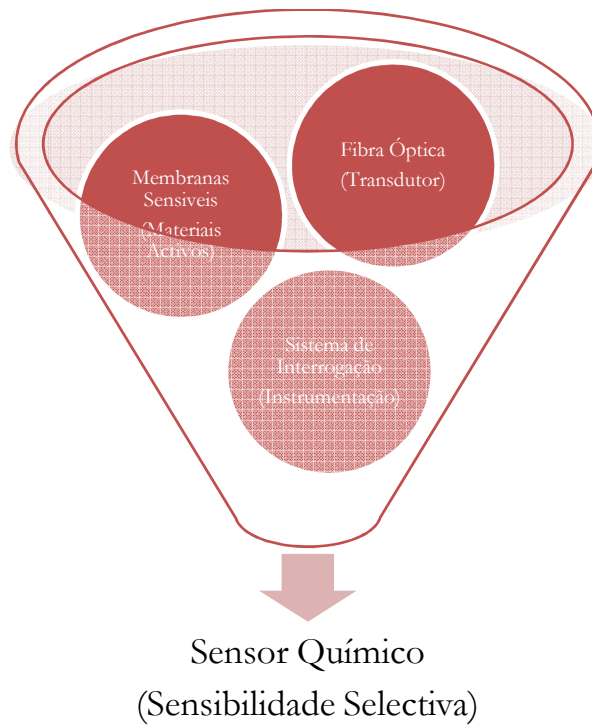 Fibra Óptica
(Transdutor)
Membranas
Sensiveis
(Materiais
Activos)
Sistema de
Interrogação
(Instrumentação)
Sensor Químico
(Sensibilidade Selectiva)